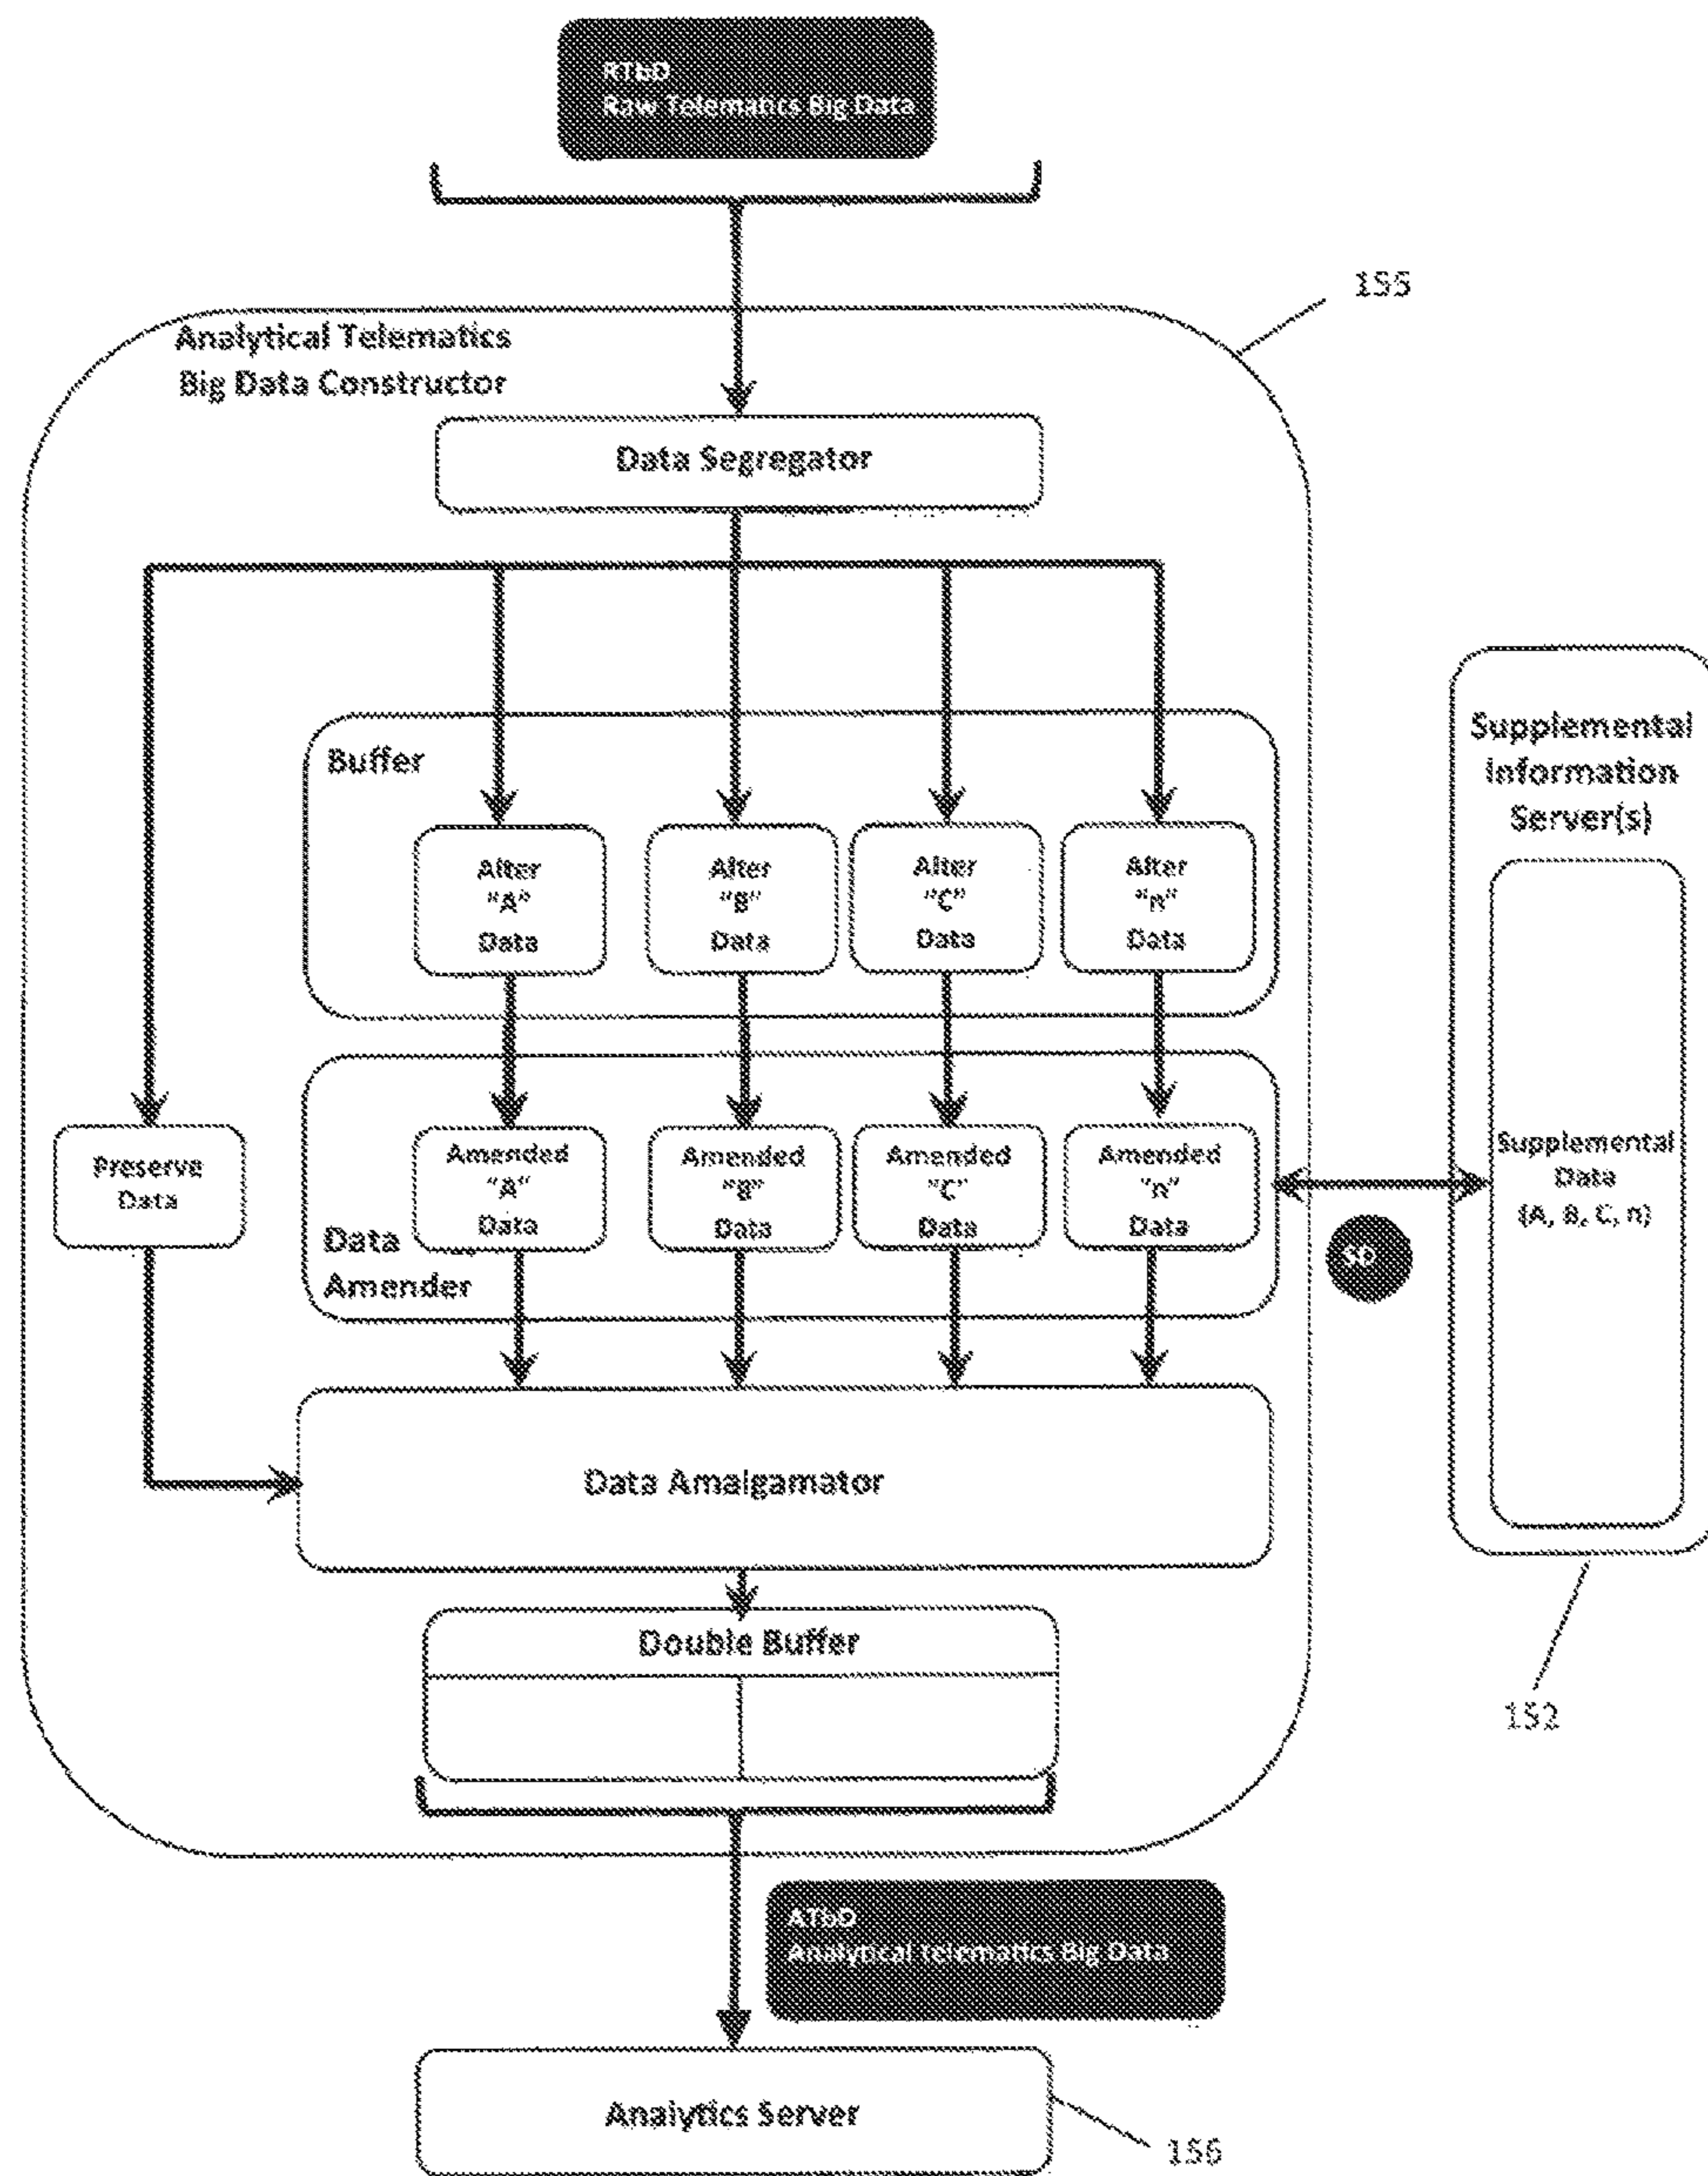 RTbD
Raw Telematics Big Data
155
Analytical Telematics
Big Data Constructor
Data Segregator
Buffer
Alter
"A"
Data
Alter
"B"
Data
Alter
"C"
Data
Alter
"n"
Data
Supplemental
Information
Server(s)
Preserve
Data
Amended
"A"
Data
Amended
"B"
Data
Amended
"C"
Data
Amended
"n"
Data
Data
Amender
Supplemental
Data
(A, B, C, n)
SD
Data Amalgamator
Double Buffer
152
ATbD
Analytical telematics Big Data
Analytics Server
156